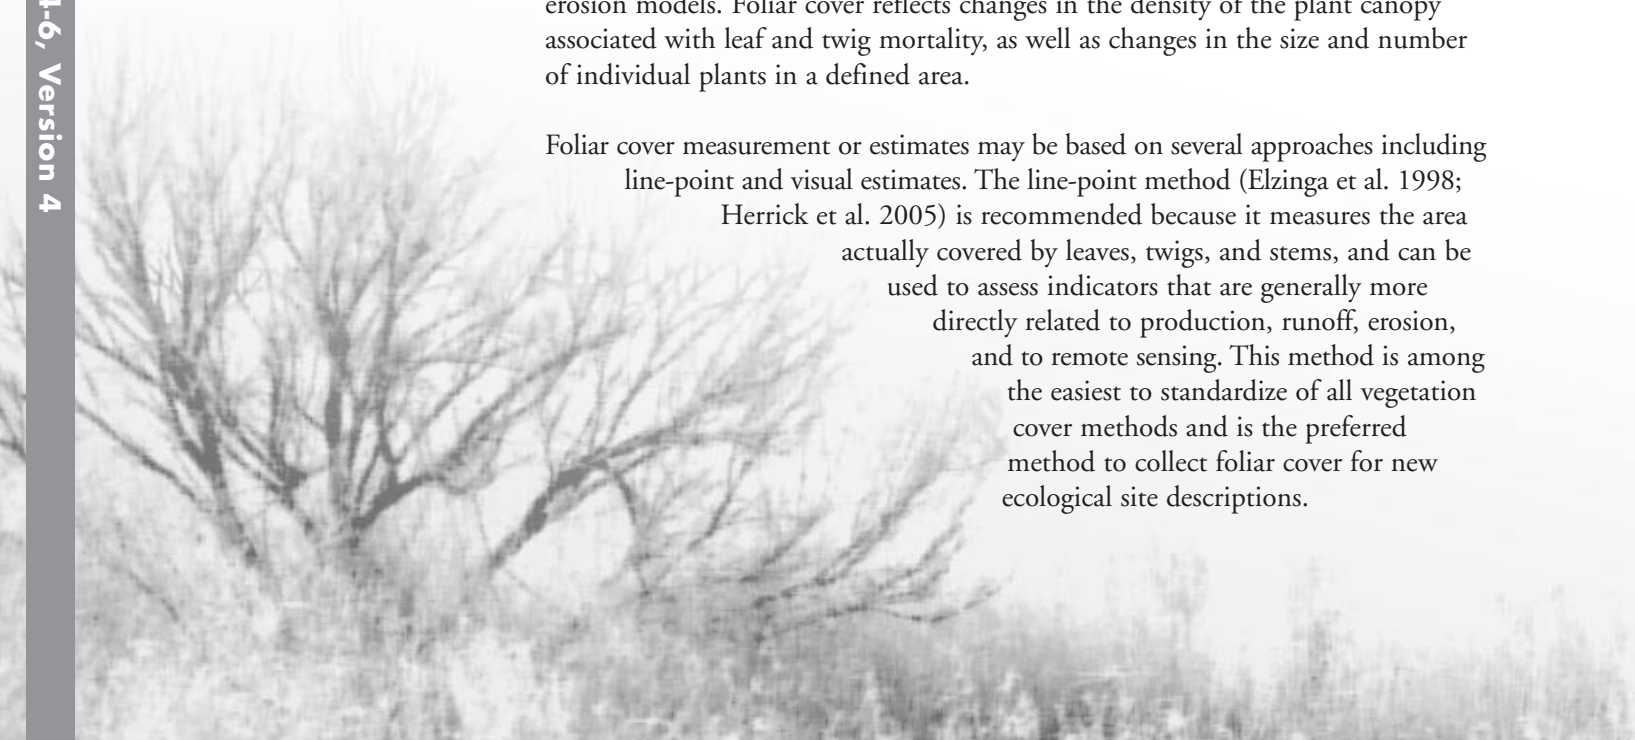 4-6, Version 4
erosion models. Foliar cover reflects changes in the density of the plant canopy
associated with leaf and twig mortality, as well as changes in the size and number
of individual plants in a defined area.
Foliar cover measurement or estimates may be based on several approaches including
line-point and visual estimates. The line-point method (Elzinga et al. 1998;
Herrick et al. 2005) is recommended because it measures the area
actually covered by leaves, twigs, and stems, and can be
used to assess indicators that are generally more
directly related to production, runoff, erosion,
and to remote sensing. This method is among
the easiest to standardize of all vegetation
cover methods and is the preferred
method to collect foliar cover for new
ecological site descriptions.